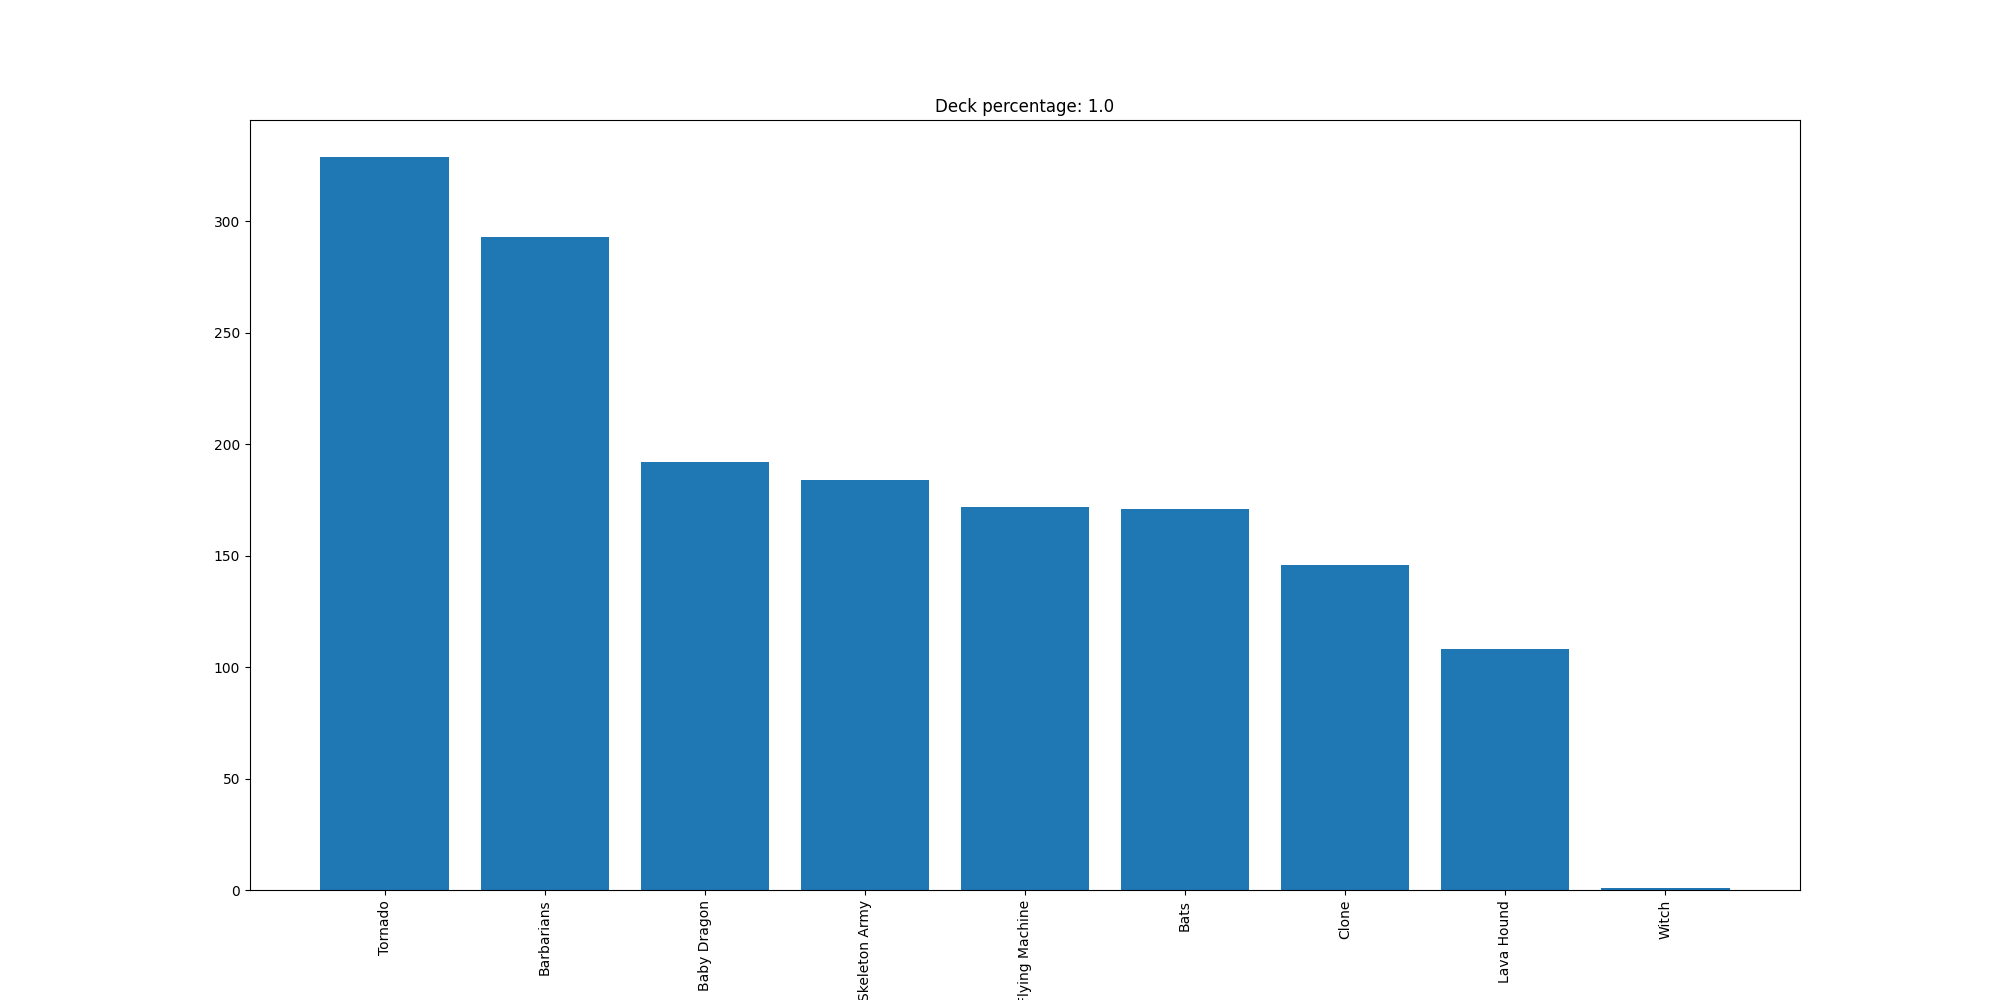 Deck percentage: 1.0
300
250
200
150
100
50
0
Tornado
Barbarians
Baby Dragon
Skeleton Army
Flying Machine
Bats
Clone
Lava Hound
Witch